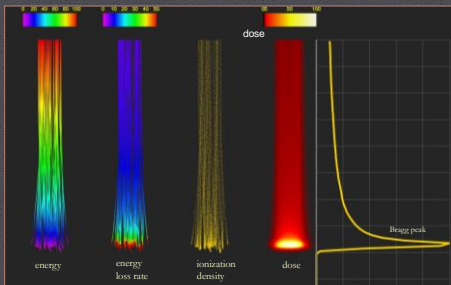 0 20 40 60 80 100
0 10 20 30 40 50
50
100
dose
Bragg peak
energy
energy
loss rate
ionization
density
dose